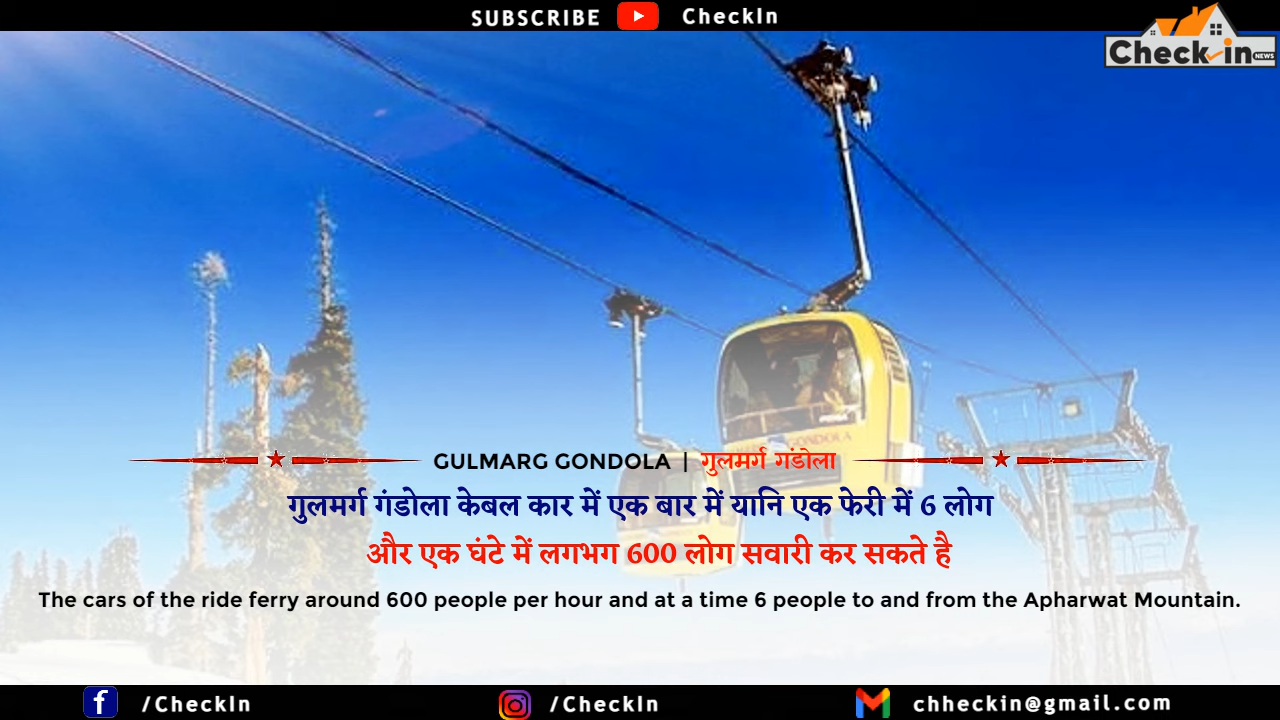 SUBSCRIBE CheckIn
Check-in NEWS
GONDOLA
GULMARG GONDOLA | गुलमर्ग गंडोला
गुलमर्ग गंडोला केबल कार में एक बार में यानि एक फेरी में 6 लोग
और एक घंटे में लगभग 600 लोग सवारी कर सकते है
The cars of the ride ferry around 600 people per hour and at a time 6 people to and from the Apharwat Mountain.
/CheckIn /CheckIn chheckin@gmail.com